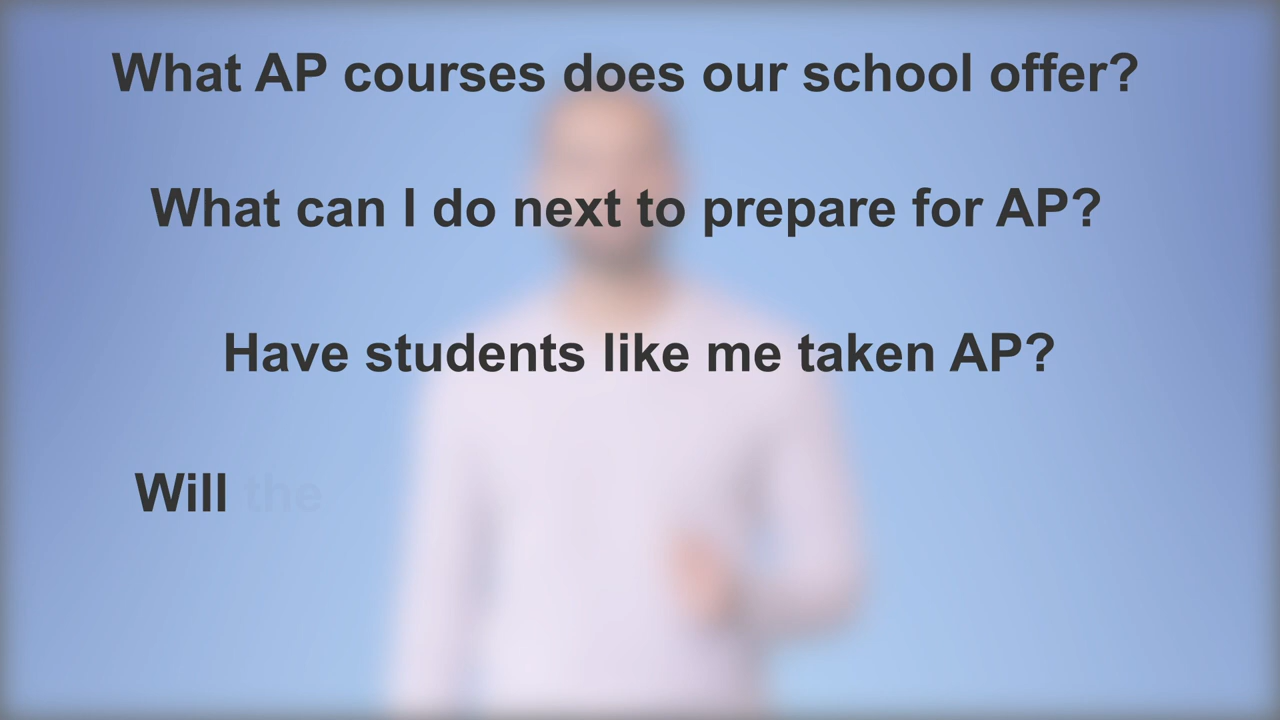 What AP courses does our school offer?
What can I do next to prepare for AP?
Have students like me taken AP?
Will the